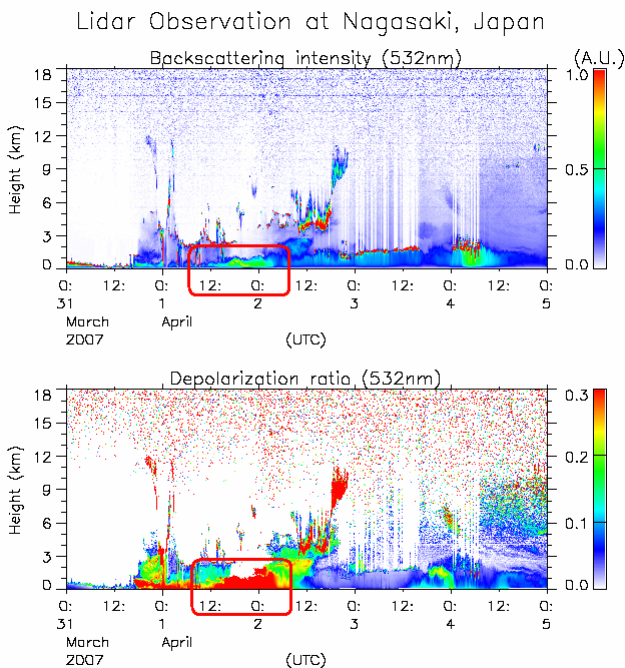 Lidar Observation at Nagasaki, Japan
Backscattering intensity (532nm)
(A.U.)
18
15
12
9
6
3
0
Height (km)
1.0
0.5
0.0
0: 12: 0: 12: 0: 12: 0: 12: 0: 12: 0:
31 1 2 3 4 5
March April
2007 (UTC)
Depolarization ratio (532nm)
18
15
12
9
6
3
0
Height (km)
0.3
0.2
0.1
0.0
0: 12: 0: 12: 0: 12: 0: 12: 0: 12: 0:
31 1 2 3 4 5
March April
2007 (UTC)